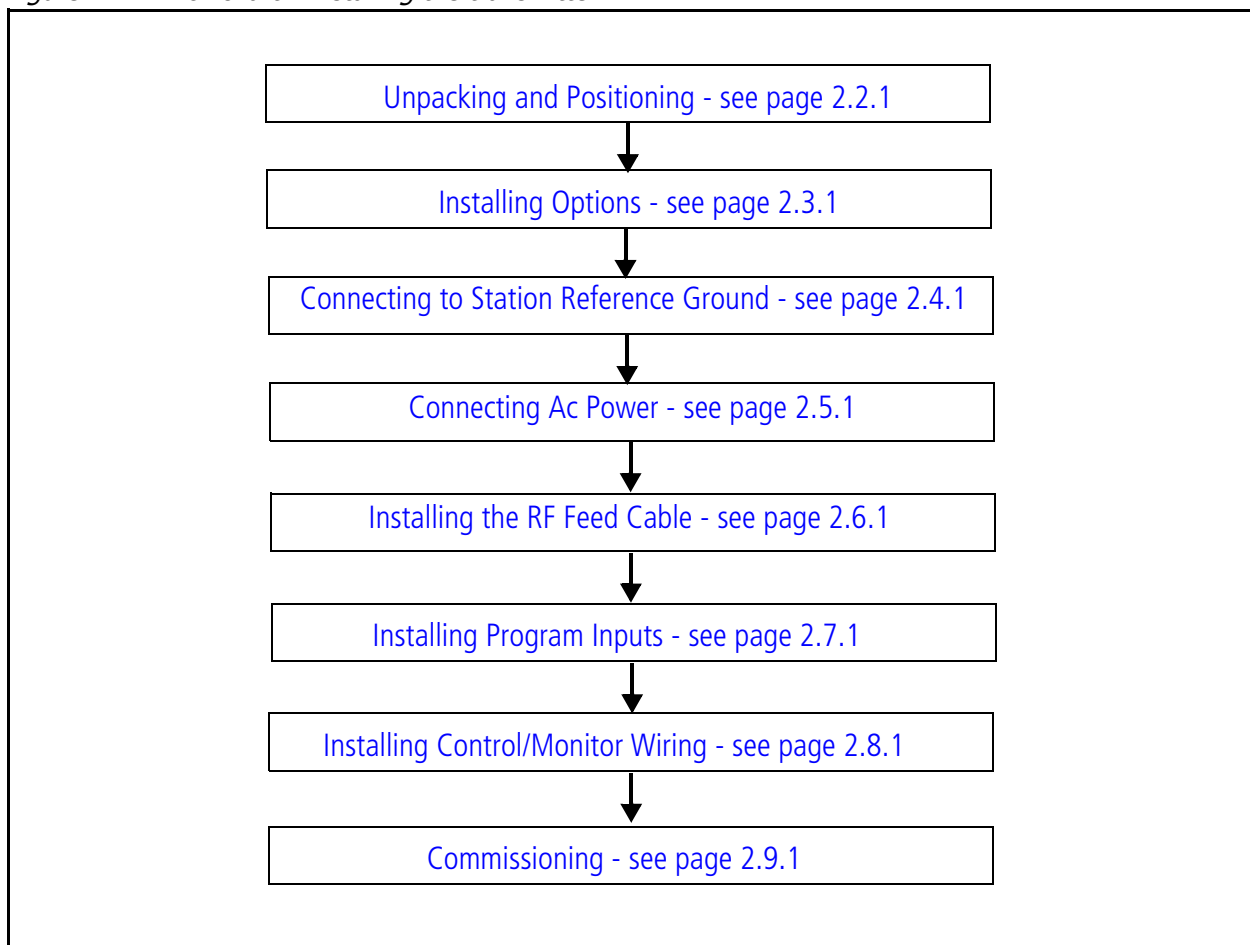 Unpacking and Positioning - see page 2.2.1
Installing Options - see page 2.3.1
Connecting to Station Reference Ground - see page 2.4.1
Connecting Ac Power - see page 2.5.1
Installing the RF Feed Cable - see page 2.6.1
Installing Program Inputs - see page 2.7.1
Installing Control/Monitor Wiring - see page 2.8.1
Commissioning - see page 2.9.1